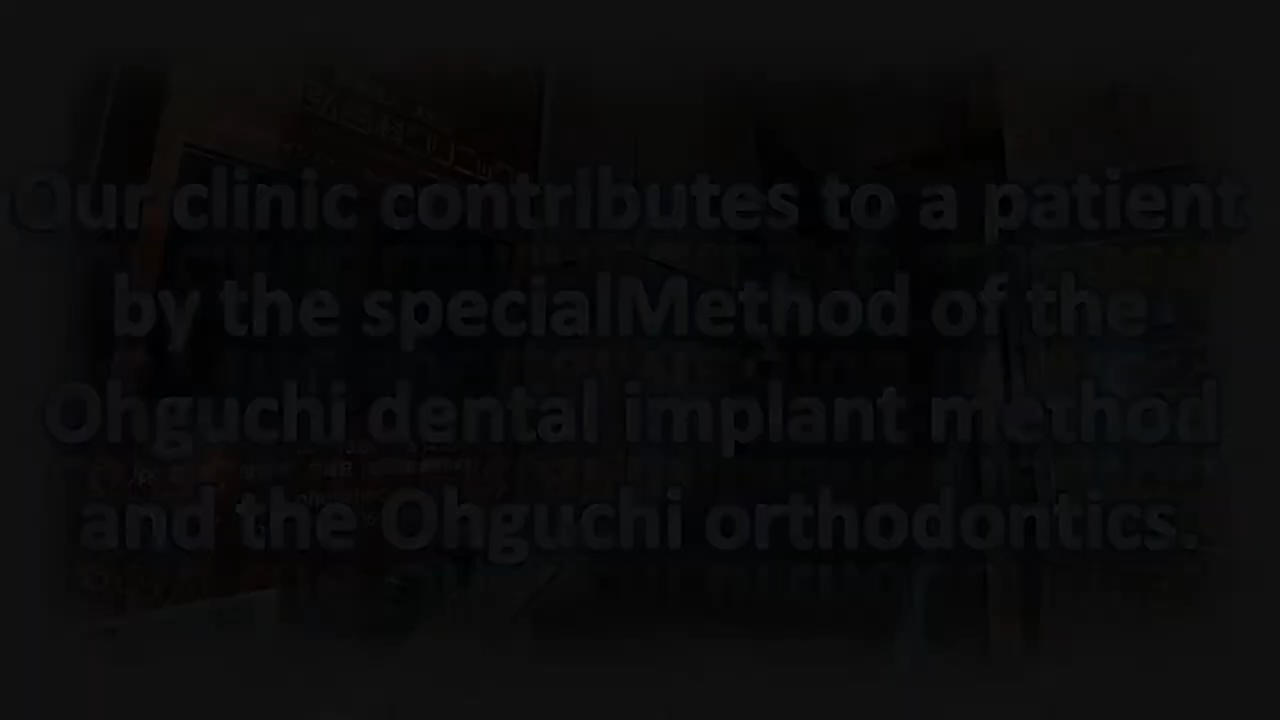 Our clinic contributes to a patient
by the specialMethod of the
Ohguchi dental implant method
and the Ohguchi orthodontics.